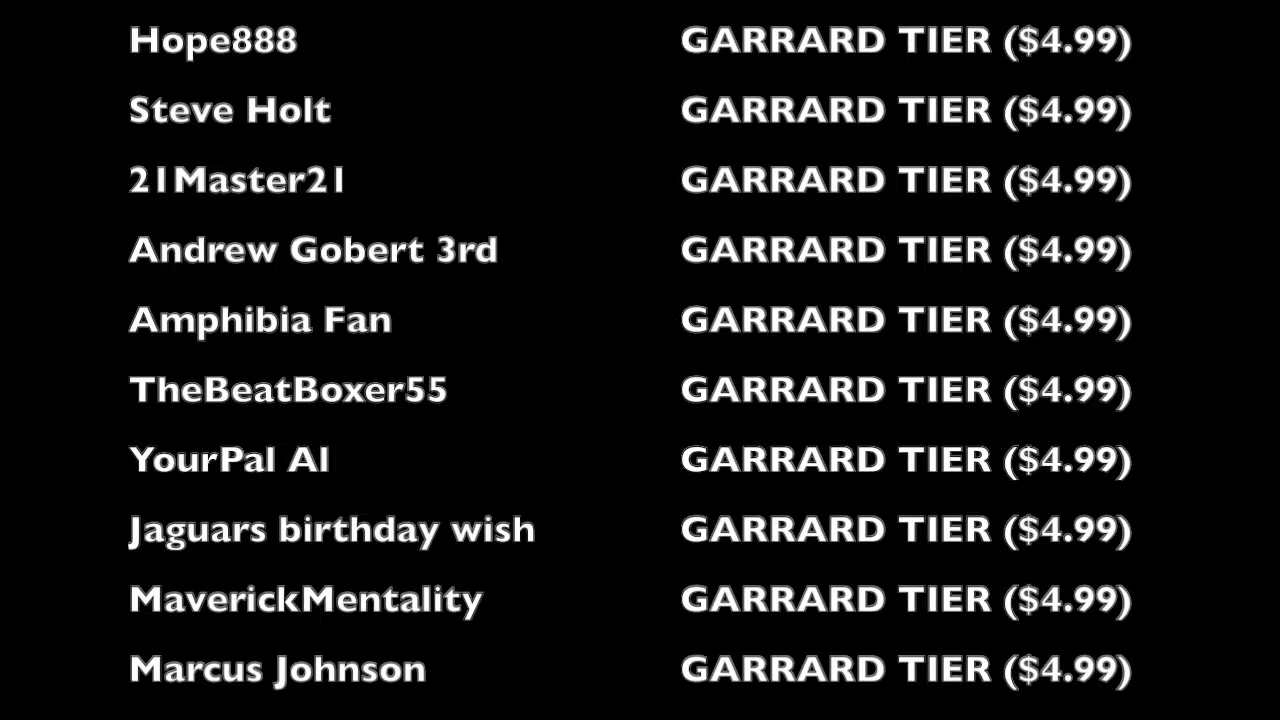 Hope888 GARRARD TIER ($4.99)
Steve Holt GARRARD TIER ($4.99)
21Master21 GARRARD TIER ($4.99)
Andrew Gobert 3rd GARRARD TIER ($4.99)
Amphibia Fan GARRARD TIER ($4.99)
TheBeatBoxer55 GARRARD TIER ($4.99)
YourPal Al GARRARD TIER ($4.99)
Jaguars birthday wish GARRARD TIER ($4.99)
MaverickMentality GARRARD TIER ($4.99)
Marcus Johnson GARRARD TIER ($4.99)